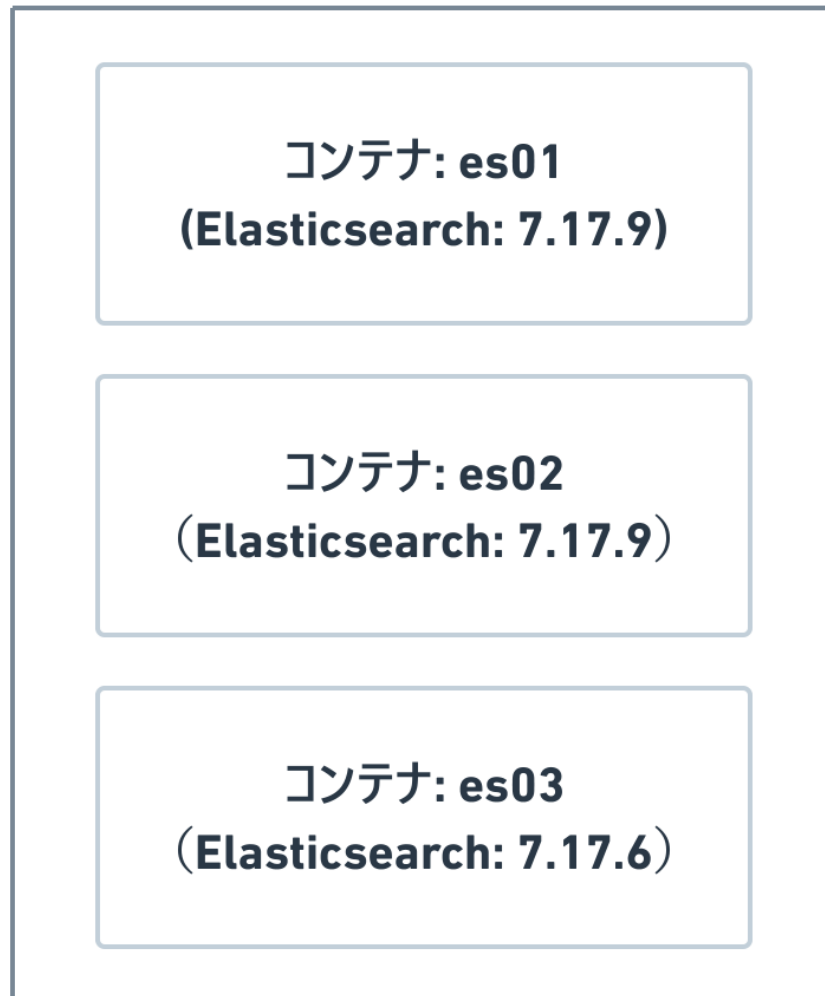 コンテナ: es01
(Elasticsearch: 7.17.9)
コンテナ: es02
（Elasticsearch: 7.17.9）
コンテナ: es03
（Elasticsearch: 7.17.6）